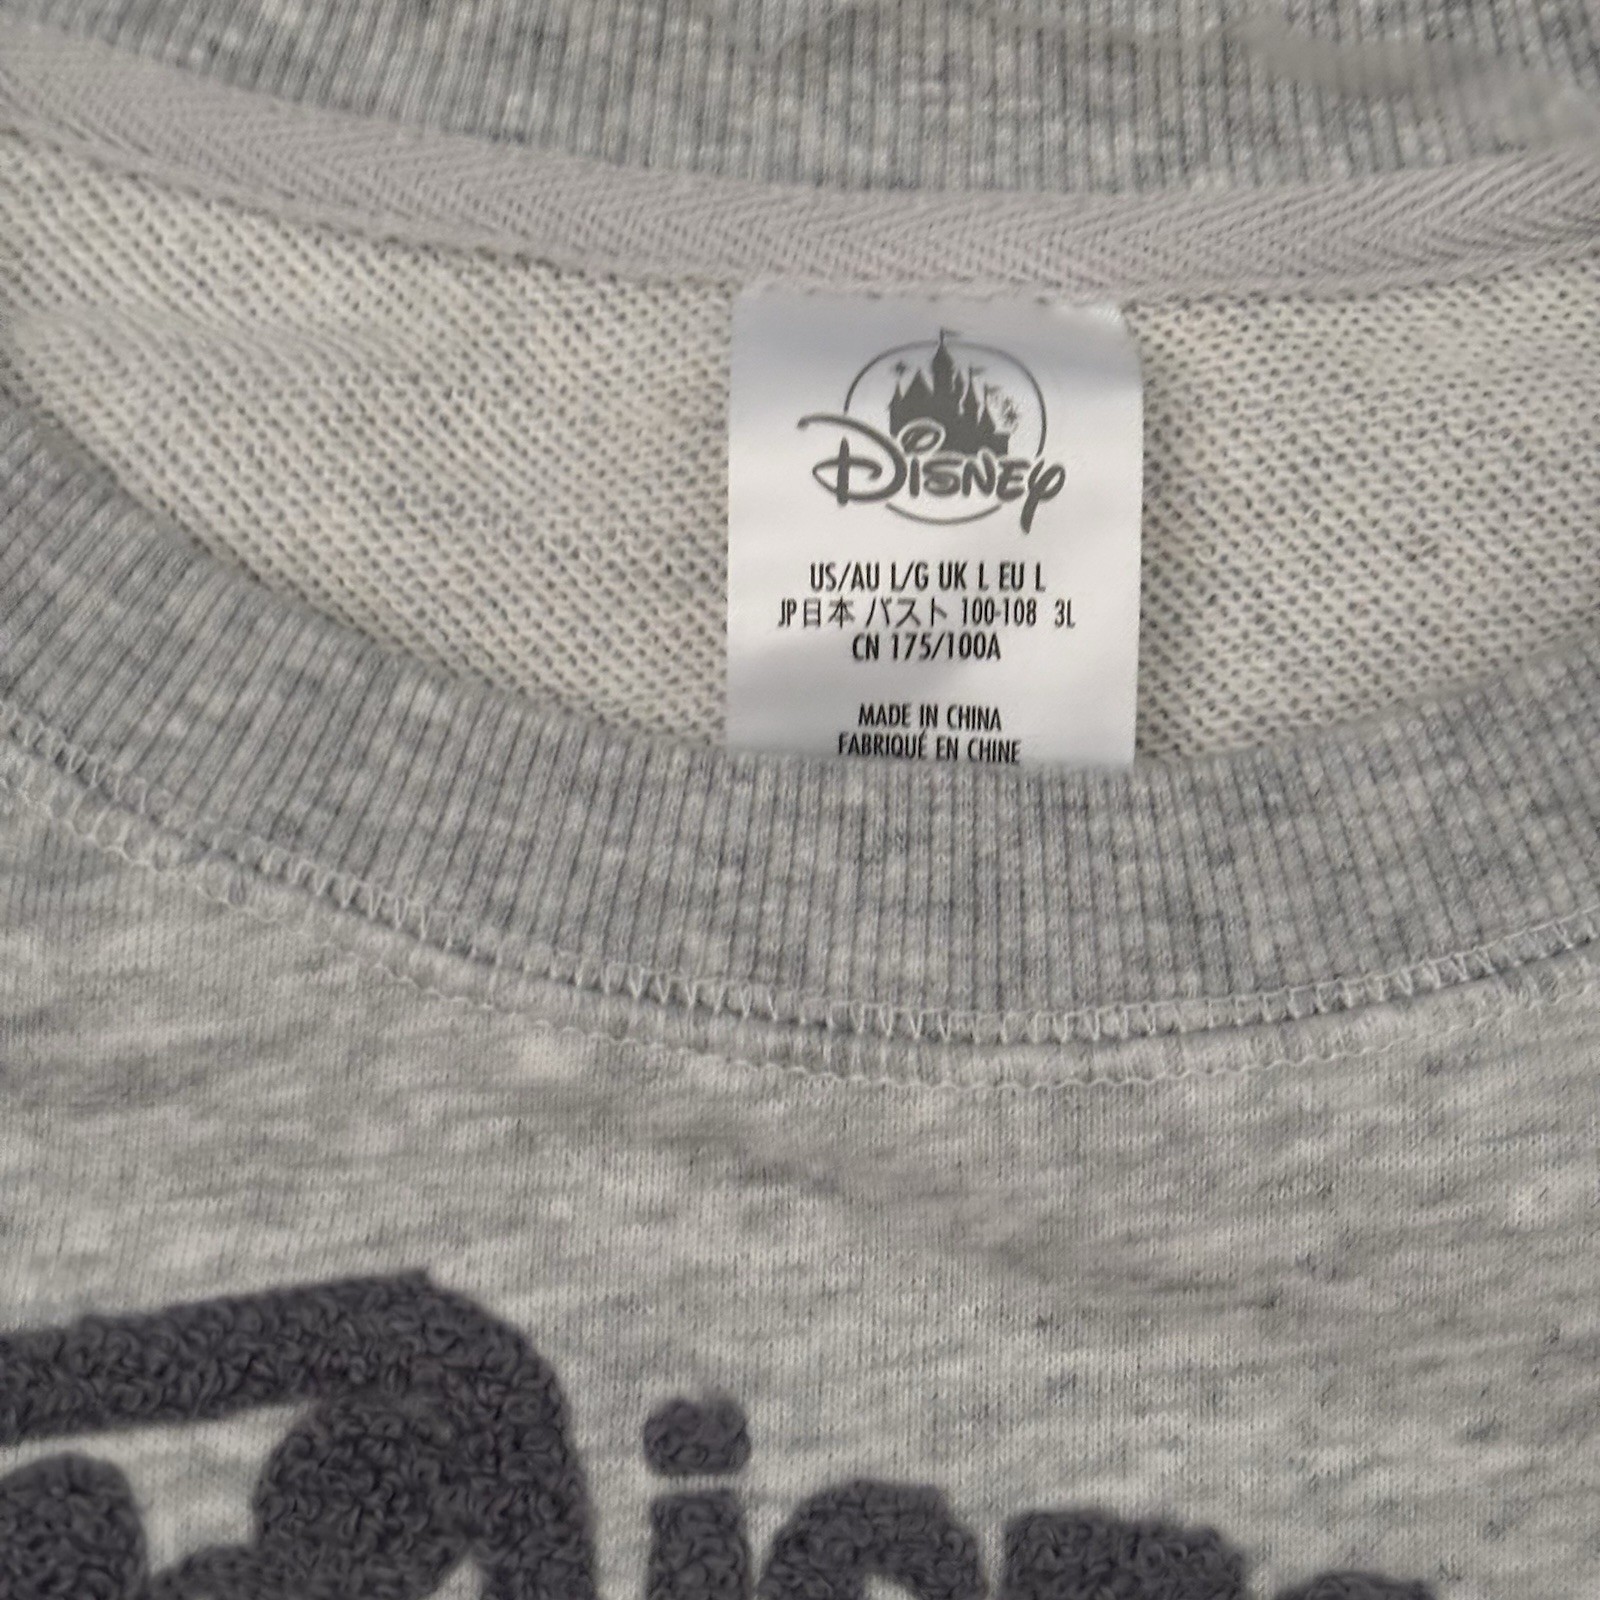 Disney
US/AU L/G UK L EU L
JP日本 バスト 100-108 3L
CN 175/100A
MADE IN CHINA
FABRIQUÉ EN CHINE